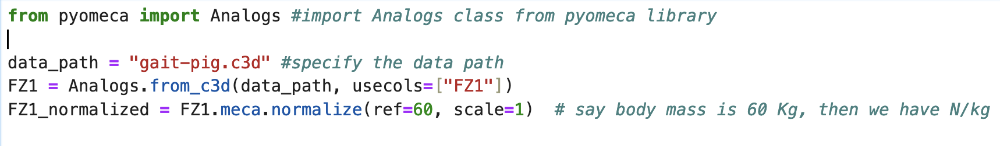 from pyomeca import Analogs #import Analogs class from pyomeca library
data_path = "gait-pig.c3d" #specify the data path
FZ1 = Analogs.from_c3d(data_path, usecols=["FZ1"])
FZ1_normalized = FZ1.meca.normalize(ref=60, scale=1)  # say body mass is 60 Kg, then we have N/kg